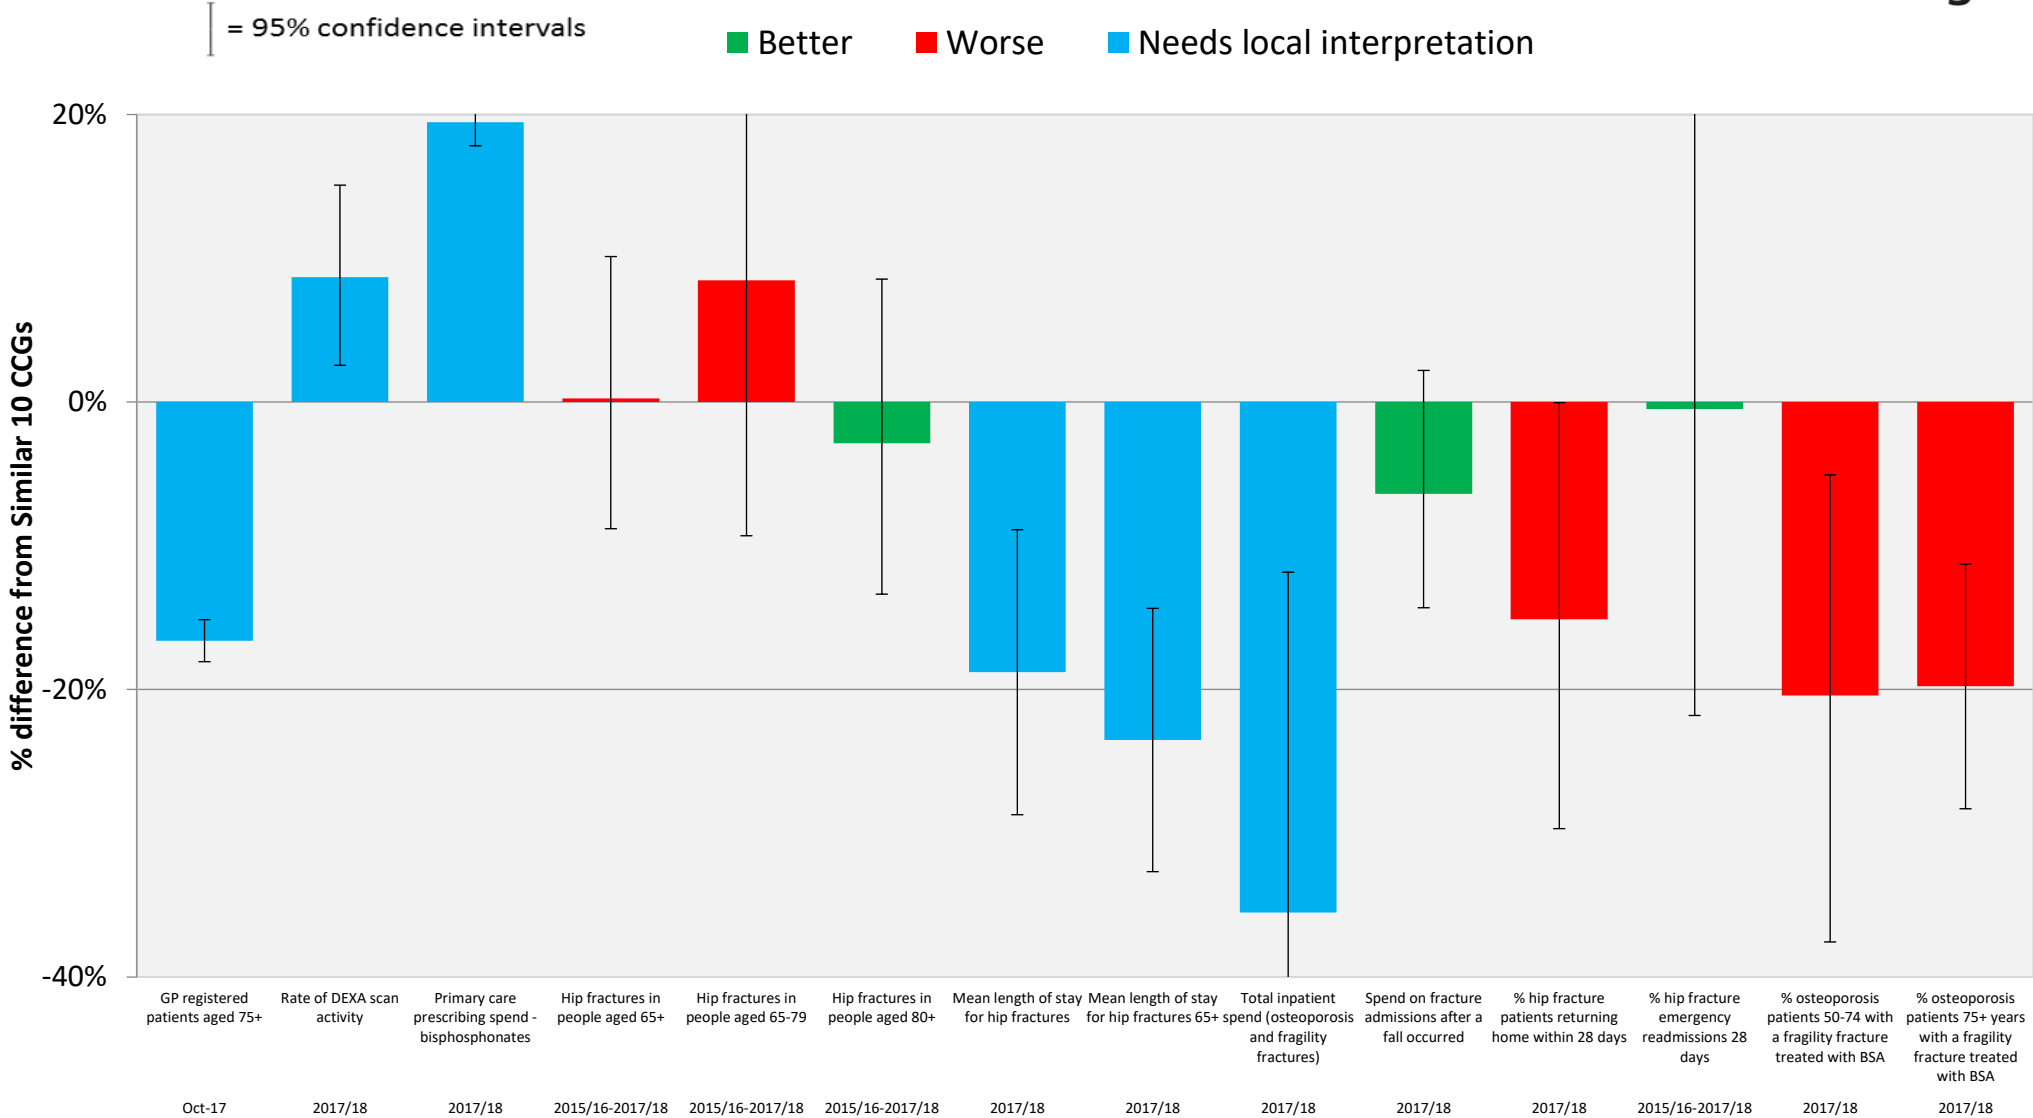 = 95% confidence intervals
Better
Worse
Needs local interpretation
% difference from Similar 10 CCGs
20%
0%
-20%
-40%
GP registered
patients aged 75+
Oct-17
Rate of DEXA scan
activity
2017/18
Primary care
prescribing spend -
bisphosphonates
2017/18
Hip fractures in
people aged 65+
2015/16-2017/18
Hip fractures in
people aged 65-79
2015/16-2017/18
Hip fractures in
people aged 80+
2015/16-2017/18
Mean length of stay
for hip fractures
2017/18
Mean length of stay
for hip fractures 65+
2017/18
Total inpatient
spend (osteoporosis
and fragility
fractures)
2017/18
Spend on fracture
admissions after a
fall occurred
2017/18
% hip fracture
patients returning
home within 28 days
2017/18
% hip fracture
emergency
readmissions 28
days
2015/16-2017/18
% osteoporosis
patients 50-74 with
a fragility fracture
treated with BSA
2017/18
% osteoporosis
patients 75+ years
with a fragility
fracture treated
with BSA
2017/18